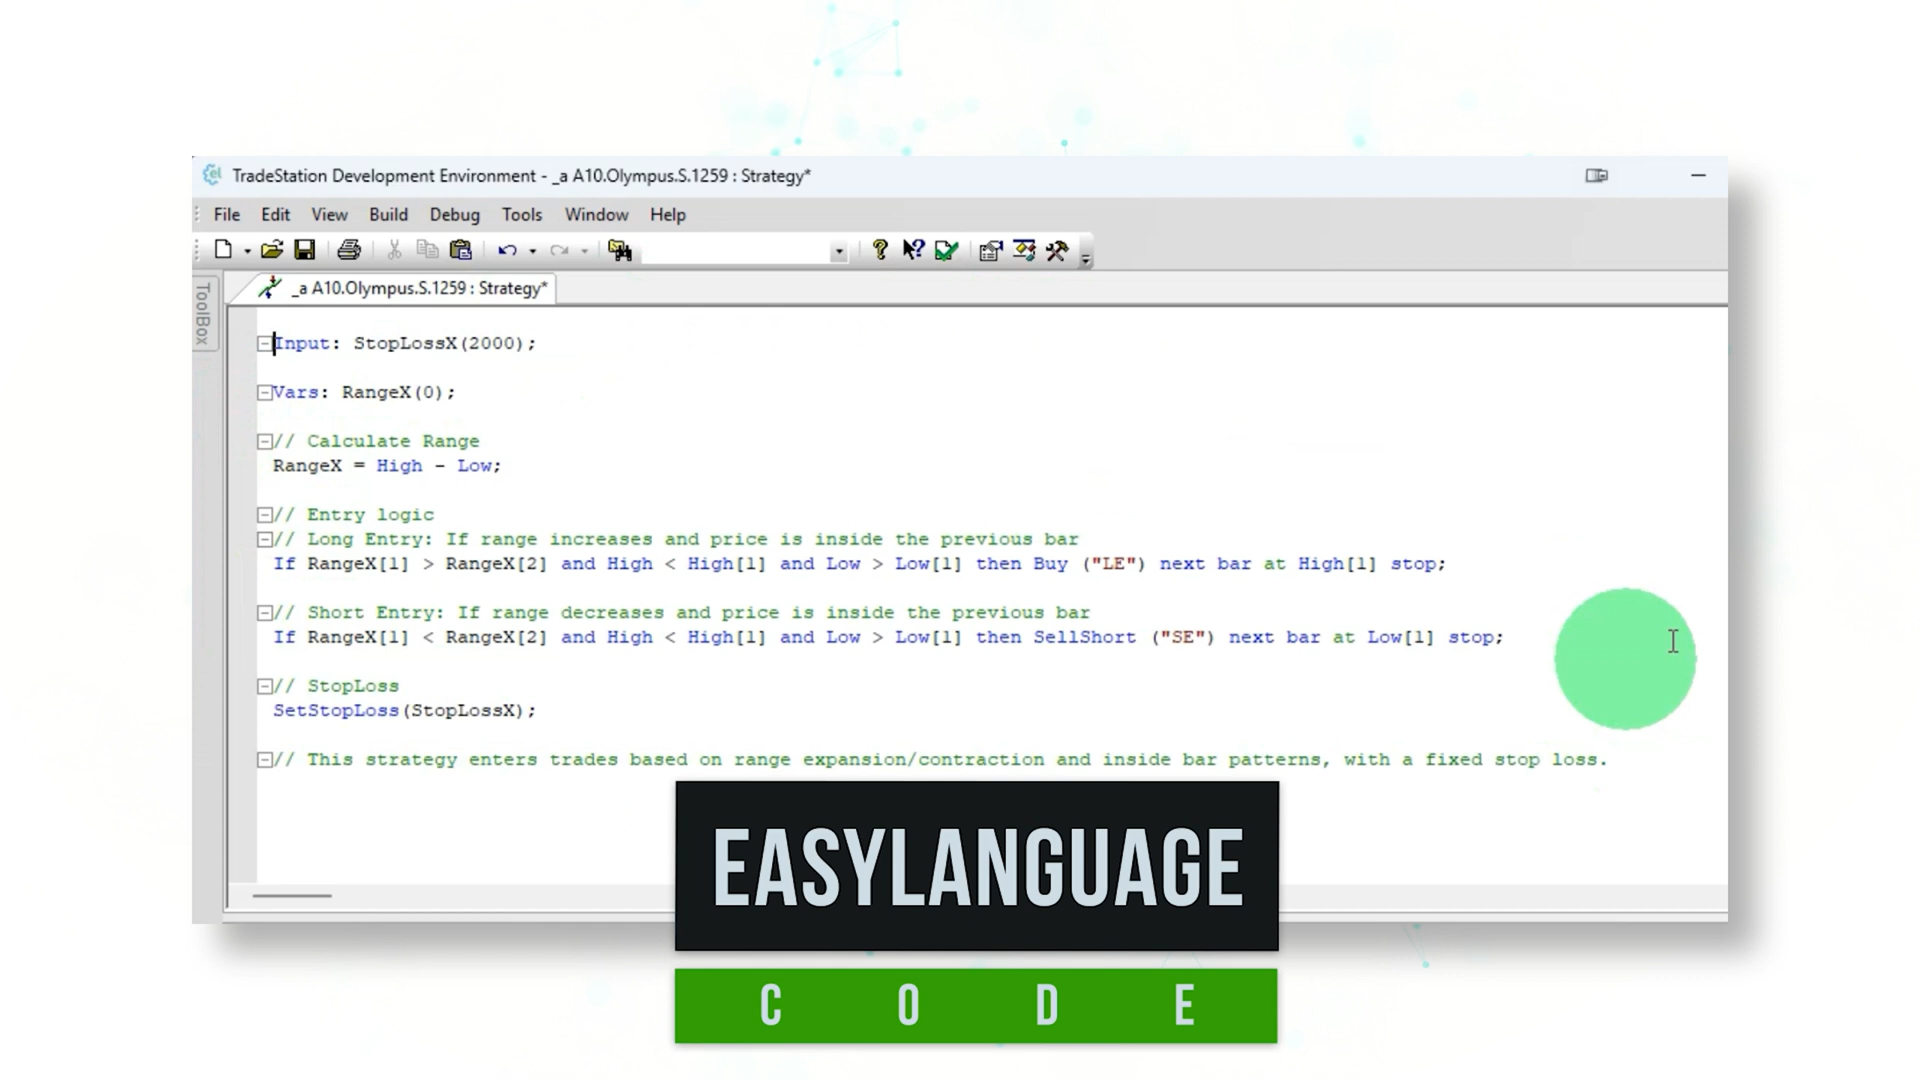 TradeStation Development Environment - _a A10.Olympus.S.1259 : Strategy*
File Edit View Build Debug Tools Window Help
_a A10.Olympus.S.1259 : Strategy*
ToolBox
Input: StopLossX(2000);
Vars: RangeX(0);
// Calculate Range
RangeX = High - Low;
// Entry logic
// Long Entry: If range increases and price is inside the previous bar
If RangeX[1] > RangeX[2] and High < High[1] and Low > Low[1] then Buy ("LE") next bar at High[1] stop;
// Short Entry: If range decreases and price is inside the previous bar
If RangeX[1] < RangeX[2] and High < High[1] and Low > Low[1] then SellShort ("SE") next bar at Low[1] stop;
// StopLoss
SetStopLoss(StopLossX);
// This strategy enters trades based on range expansion/contraction and inside bar patterns, with a fixed stop loss.
EASYLANGUAGE
CODE